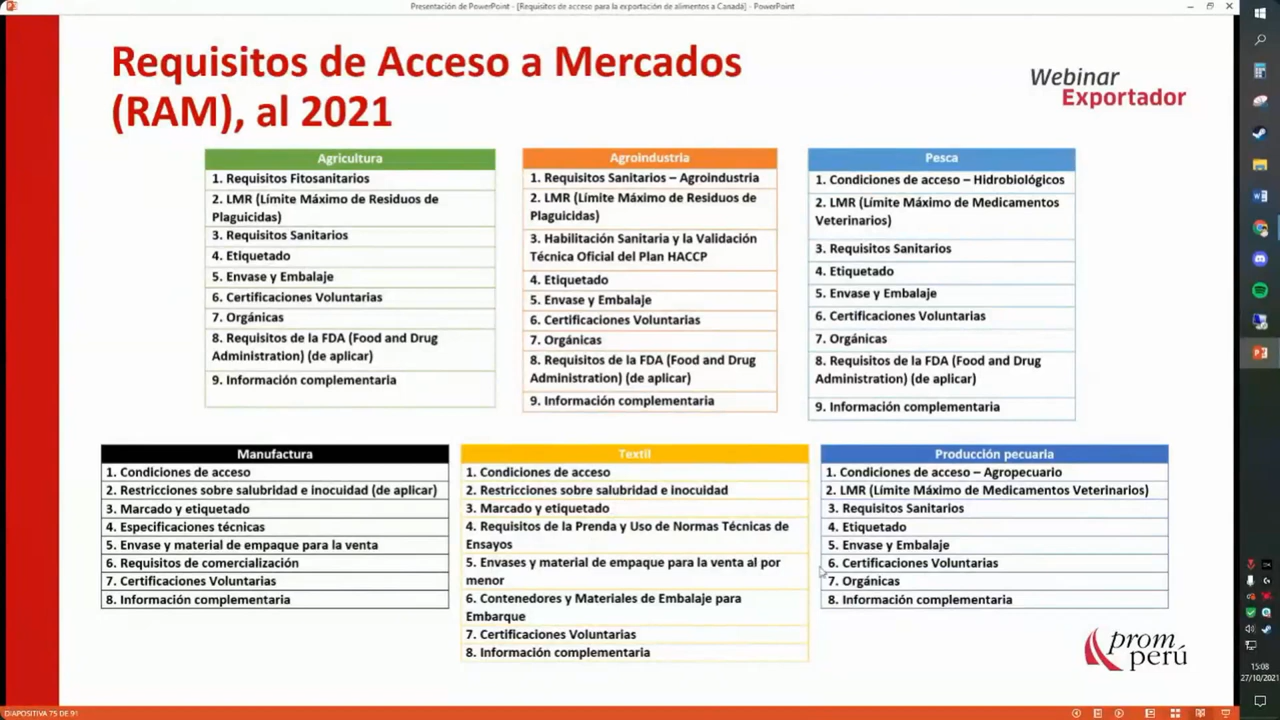 Presentación de PowerPoint - [Requisitos de acceso para la exportación de alimentos a Canadá] - PowerPoint
Requisitos de Acceso a Mercados
(RAM), al 2021
Webinar
Exportador
Agricultura
1. Requisitos Fitosanitarios
2. LMR (Límite Máximo de Residuos de
Plaguicidas)
3. Requisitos Sanitarios
4. Etiquetado
5. Envase y Embalaje
6. Certificaciones Voluntarias
7. Orgánicas
8. Requisitos de la FDA (Food and Drug
Administration) (de aplicar)
9. Información complementaria
Agroindustria
1. Requisitos Sanitarios – Agroindustria
2. LMR (Límite Máximo de Residuos de
Plaguicidas)
3. Habilitación Sanitaria y la Validación
Técnica Oficial del Plan HACCP
4. Etiquetado
5. Envase y Embalaje
6. Certificaciones Voluntarias
7. Orgánicas
8. Requisitos de la FDA (Food and Drug
Administration) (de aplicar)
9. Información complementaria
Pesca
1. Condiciones de acceso – Hidrobiológicos
2. LMR (Límite Máximo de Medicamentos
Veterinarios)
3. Requisitos Sanitarios
4. Etiquetado
5. Envase y Embalaje
6. Certificaciones Voluntarias
7. Orgánicas
8. Requisitos de la FDA (Food and Drug
Administration) (de aplicar)
9. Información complementaria
Manufactura
1. Condiciones de acceso
2. Restricciones sobre salubridad e inocuidad (de aplicar)
3. Marcado y etiquetado
4. Especificaciones técnicas
5. Envase y material de empaque para la venta
6. Requisitos de comercialización
7. Certificaciones Voluntarias
8. Información complementaria
Textil
1. Condiciones de acceso
2. Restricciones sobre salubridad e inocuidad
3. Marcado y etiquetado
4. Requisitos de la Prenda y Uso de Normas Técnicas de
Ensayos
5. Envases y material de empaque para la venta al por
menor
6. Contenedores y Materiales de Embalaje para
Embarque
7. Certificaciones Voluntarias
8. Información complementaria
Producción pecuaria
1. Condiciones de acceso – Agropecuario
2. LMR (Límite Máximo de Medicamentos Veterinarios)
3. Requisitos Sanitarios
4. Etiquetado
5. Envase y Embalaje
6. Certificaciones Voluntarias
7. Orgánicas
8. Información complementaria
prom
perú
15:08
27/10/2021
DIAPOSITIVA 75 DE 91